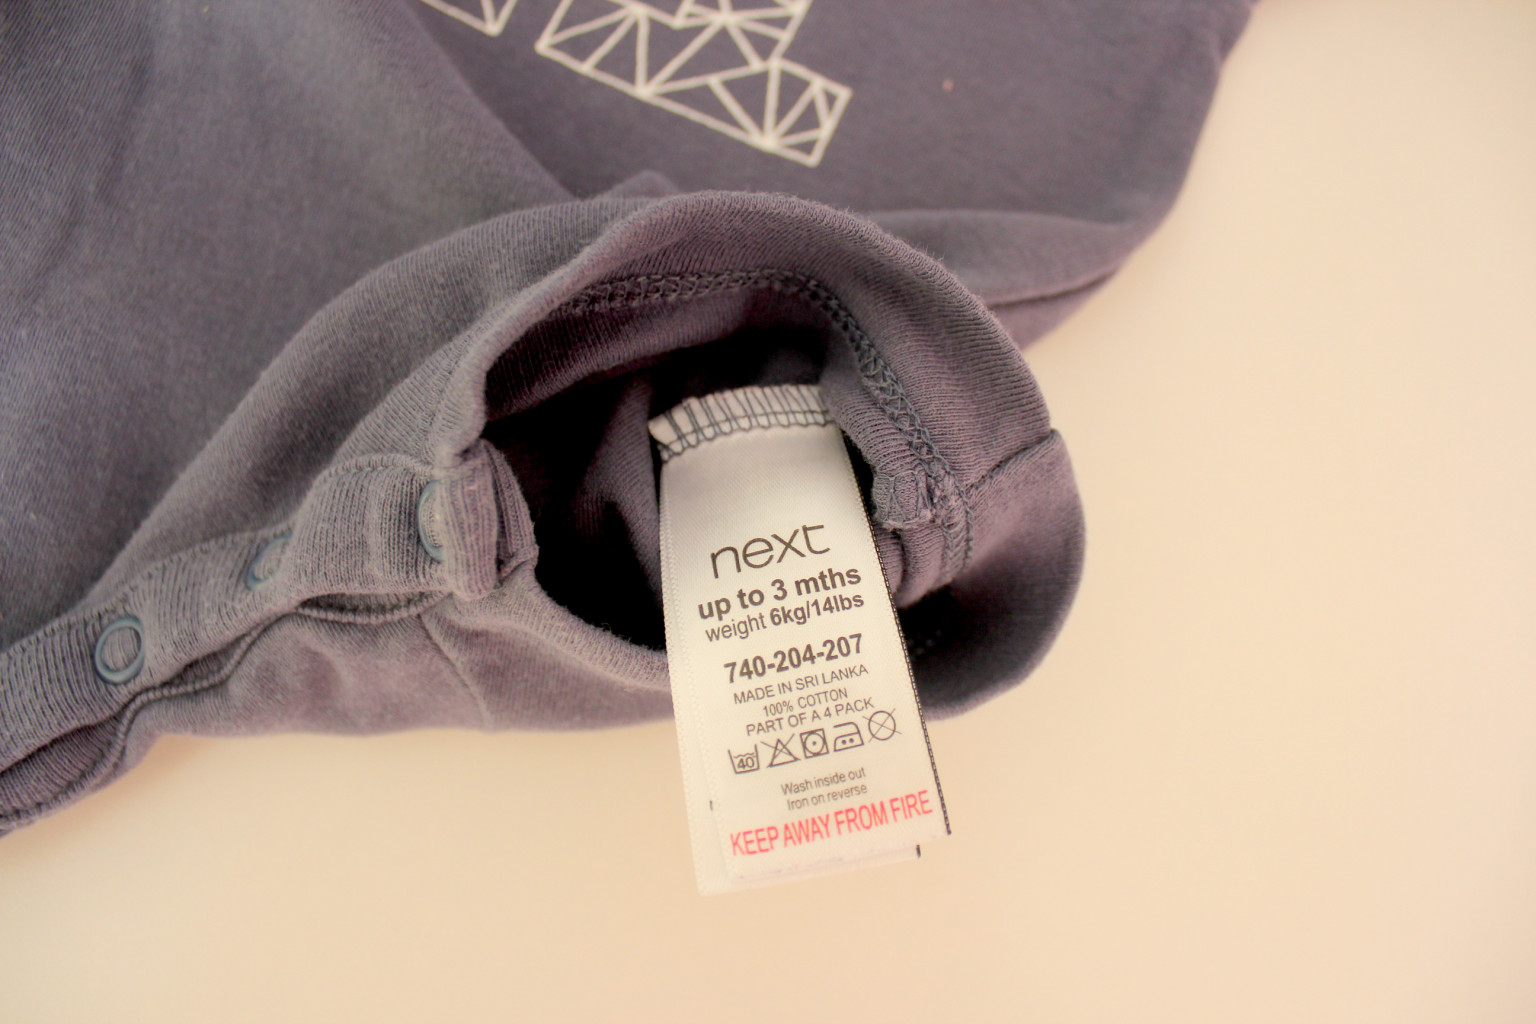 next
up to 3 mths
weight 6kg/14lbs
740-204-207
MADE IN SRI LANKA
100% COTTON
PART OF A 4 PACK
40
Wash inside out
Iron on reverse
KEEP AWAY FROM FIRE